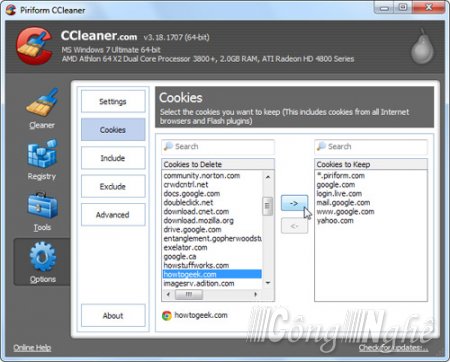 Piriform CCleaner
CCleaner.com v3.18.1707 (64-bit)
MS Windows 7 Ultimate 64-bit
AMD Athlon 64 X2 Dual Core Processor 3800+, 2.0GB RAM, ATI Radeon HD 4800 Series
Cleaner
Registry
Tools
Options
Settings
Cookies
Include
Exclude
Advanced
About
Cookies
Select the cookies you want to keep (This includes cookies from all Internet
browsers and Flash plugins)
Search
Cookies to Delete
community.norton.com
crwdcntrl.net
docs.google.com
doubleclick.net
download.cnet.com
download.mozilla.org
drive.google.com
entanglement.gopherwoodstu
exelator.com
google.ca
howstuffworks.com
howtogeek.com
imagesrv.adition.com
->
<-
Search
Cookies to Keep
*.piriform.com
google.com
login.live.com
mail.google.com
www.google.com
yahoo.com
howtogeek.com
Công Nghệ
Online Help
Check for updates...